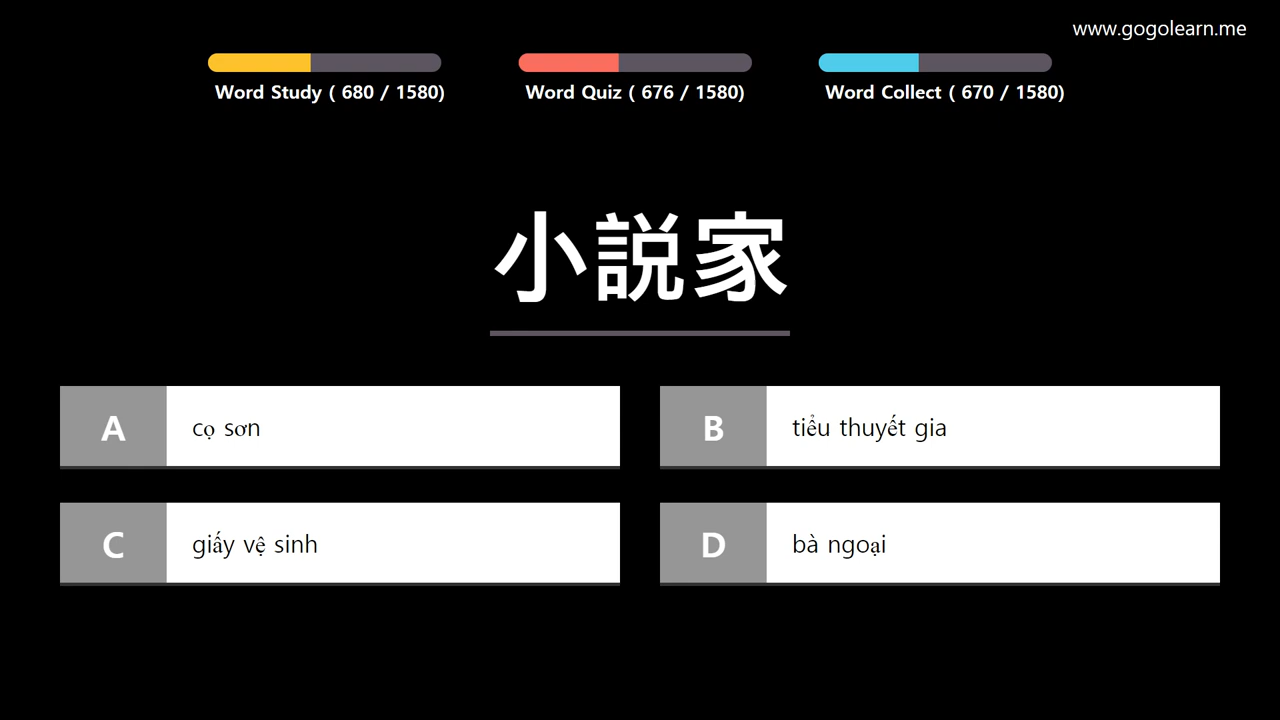 www.gogolearn.me
Word Study ( 680 / 1580)
Word Quiz ( 676 / 1580)
Word Collect ( 670 / 1580)
小説家
A cọ sơn
B tiểu thuyết gia
C giấy vệ sinh
D bà ngoại